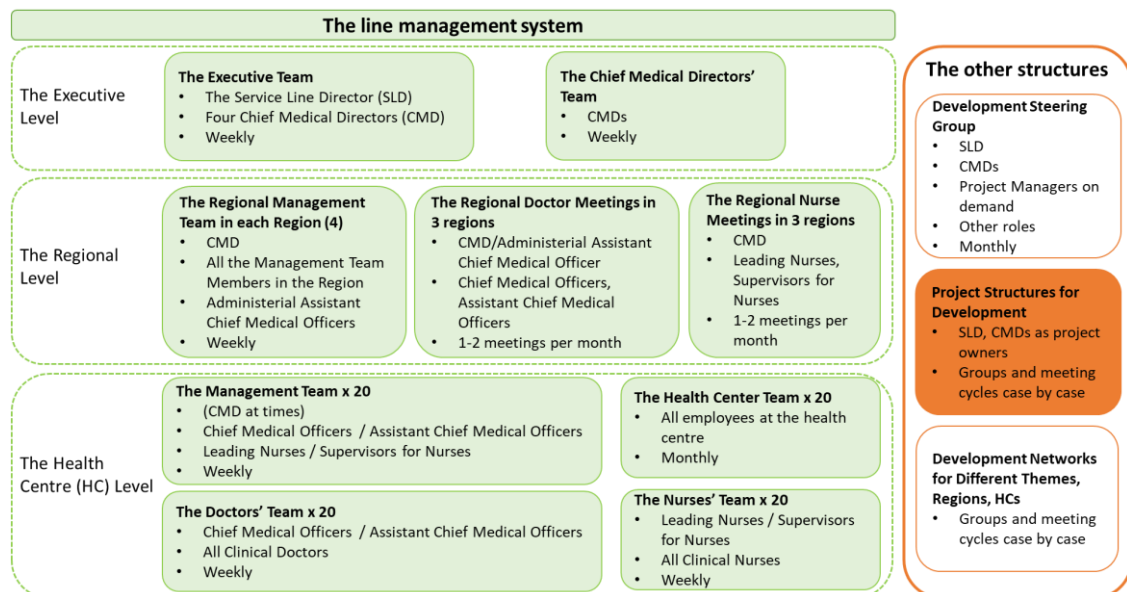 The line management system
The Executive
Level
The Executive Team
• The Service Line Director (SLD)
• Four Chief Medical Directors (CMD)
• Weekly
The Chief Medical Directors’
Team
• CMDs
• Weekly
The Regional
Level
The Regional Management
Team in each Region (4)
• CMD
• All the Management Team
Members in the Region
• Administerial Assistant
Chief Medical Officers
• Weekly
The Regional Doctor Meetings in
3 regions
• CMD/Administerial Assistant
Chief Medical Officer
• Chief Medical Officers,
Assistant Chief Medical
Officers
• 1-2 meetings per month
The Regional Nurse
Meetings in 3 regions
• CMD
• Leading Nurses,
Supervisors for
Nurses
• 1-2 meetings per
month
The Health
Centre (HC) Level
The Management Team x 20
• (CMD at times)
• Chief Medical Officers / Assistant Chief Medical Officers
• Leading Nurses / Supervisors for Nurses
• Weekly
The Health Center Team x 20
• All employees at the health
centre
• Monthly
The Doctors’ Team x 20
• Chief Medical Officers / Assistant Chief Medical Officers
• All Clinical Doctors
• Weekly
The Nurses’ Team x 20
• Leading Nurses / Supervisors
for Nurses
• All Clinical Nurses
• Weekly
The other structures
Development Steering
Group
• SLD
• CMDs
• Project Managers on
demand
• Other roles
• Monthly
Project Structures for
Development
• SLD, CMDs as project
owners
• Groups and meeting
cycles case by case
Development Networks
for Different Themes,
Regions, HCs
• Groups and meeting
cycles case by case